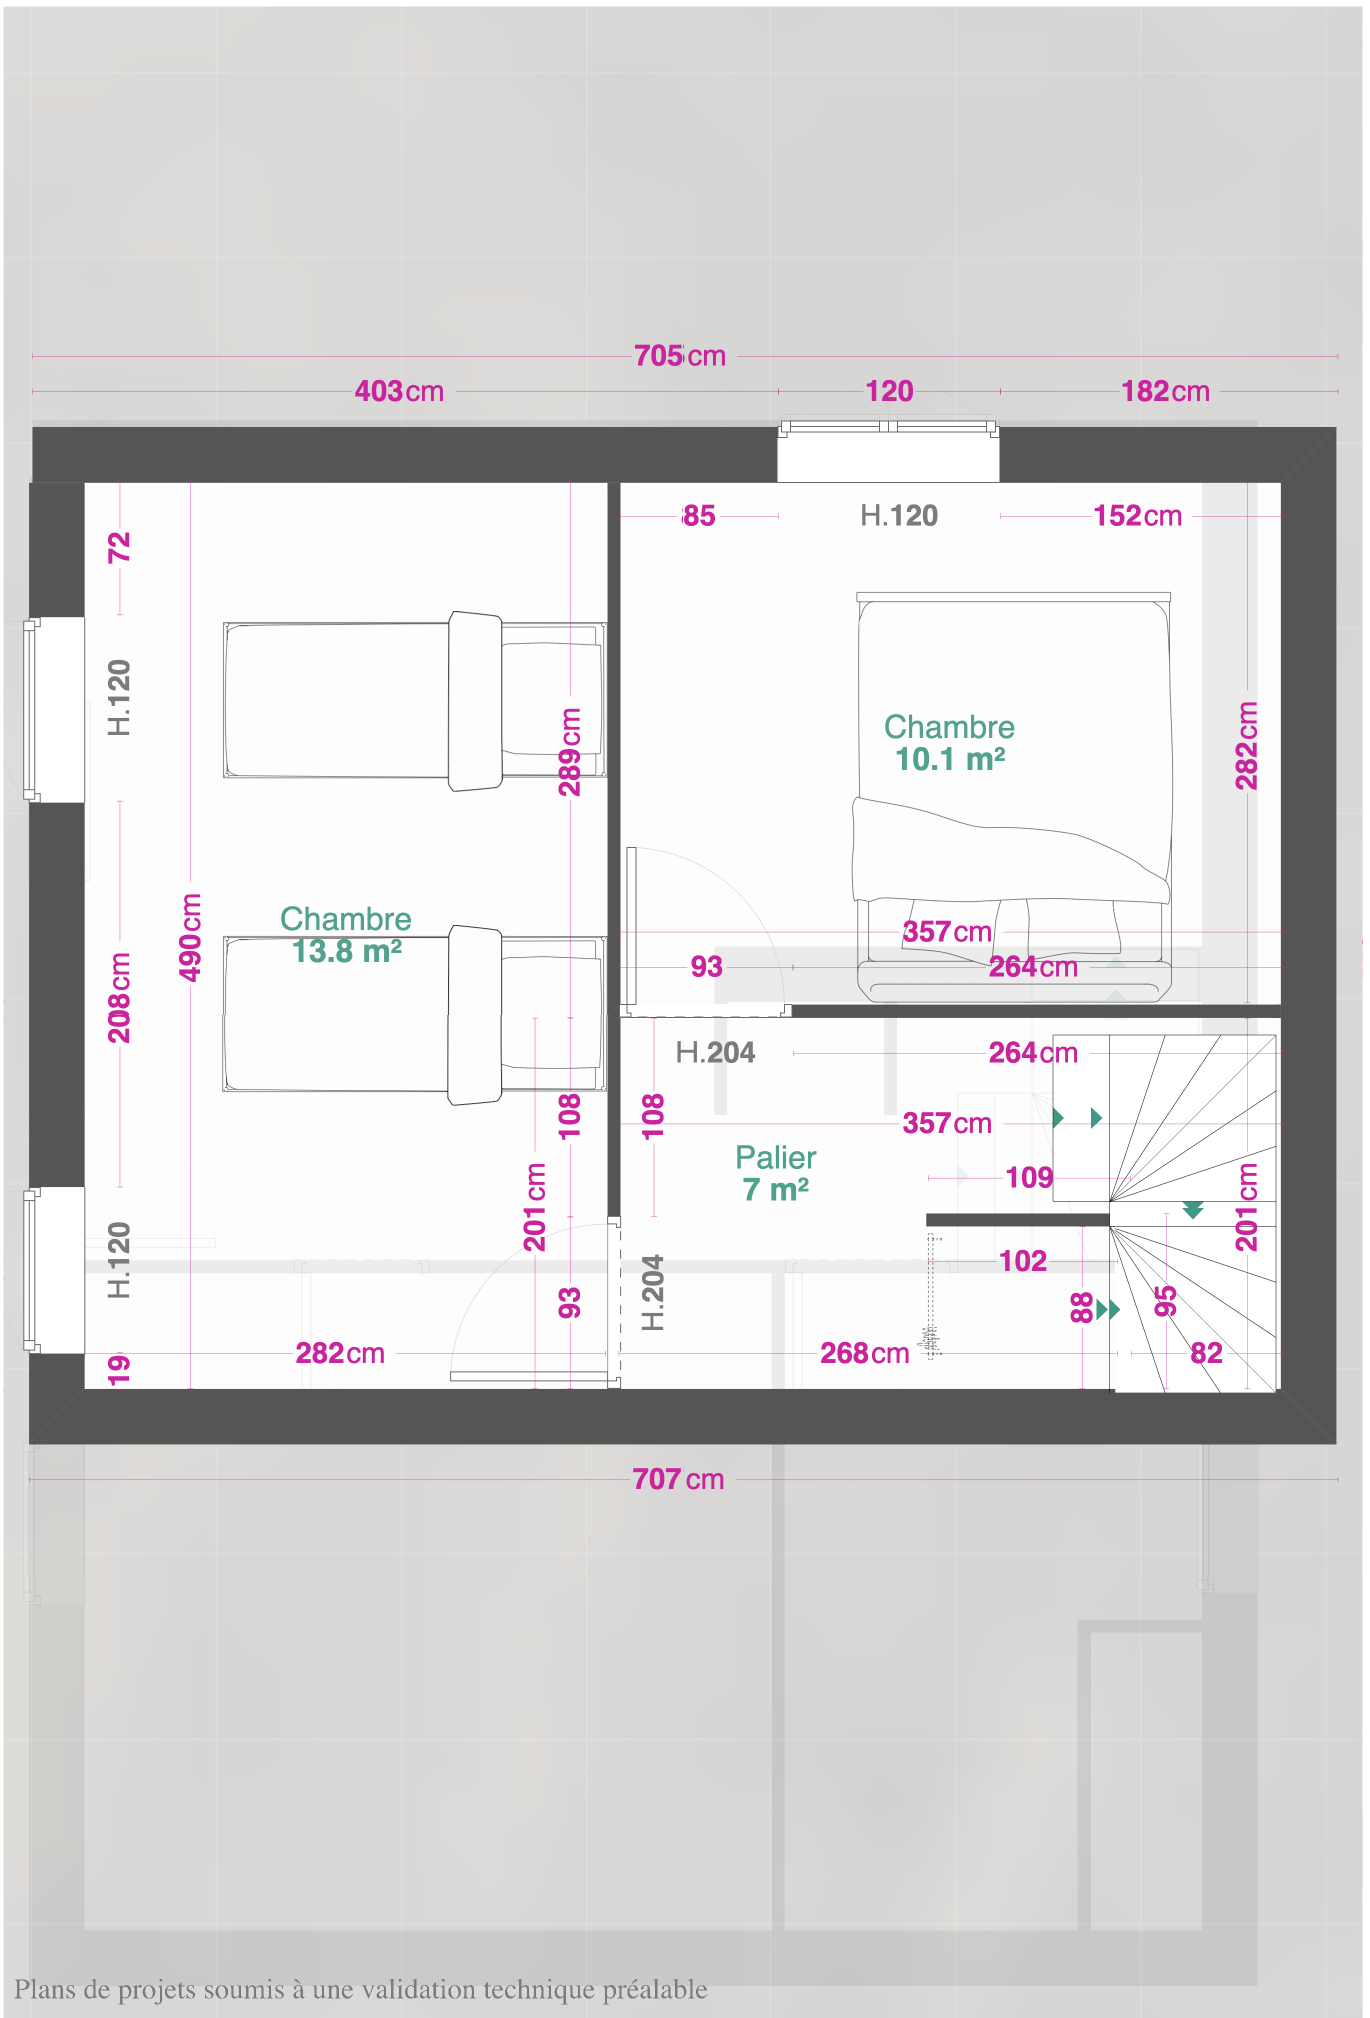 705cm
403cm
120
182cm
85
H.120
152cm
72
H.120
289cm
282cm
Chambre
10.1 m²
Chambre
13.8 m²
490cm
208cm
357cm
93
264cm
H.204
264cm
108
108
357cm
Palier
7 m²
109
201cm
201cm
H.120
H.204
102
93
88
95
19
282cm
268cm
82
707cm
Plans de projets soumis à une validation technique préalable